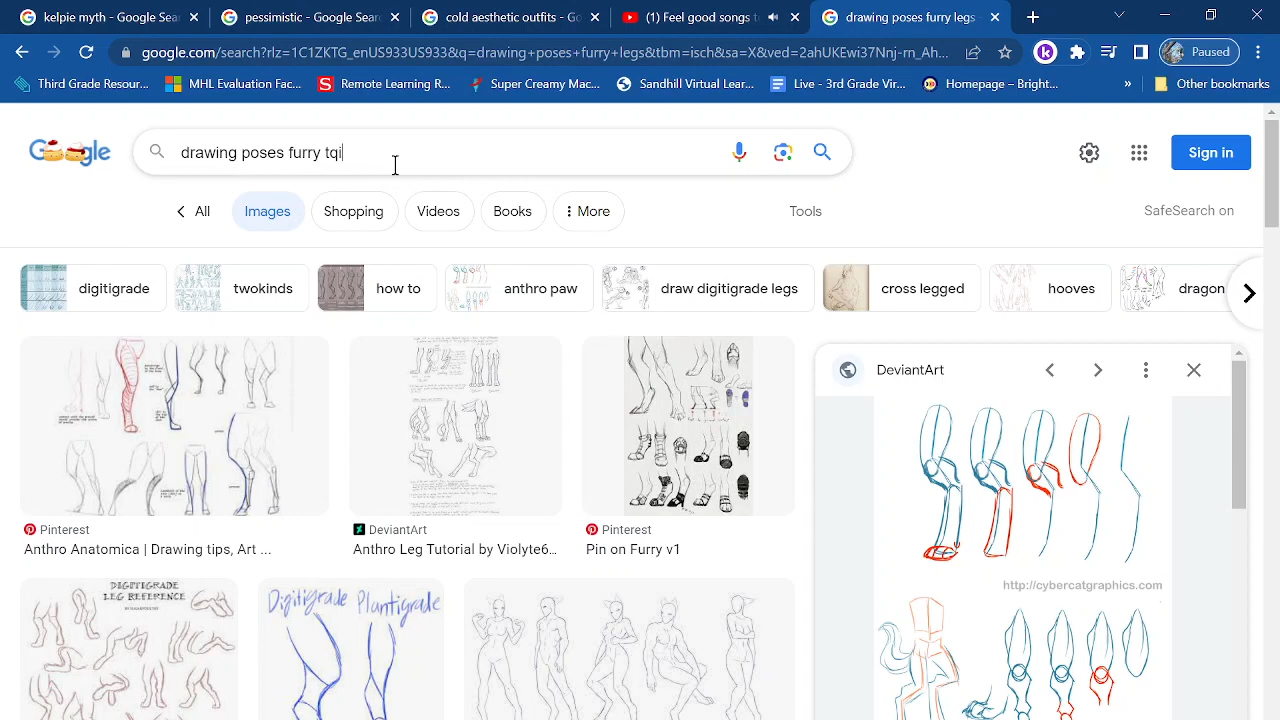 kelpie myth - Google Sear
pessimistic - Google Sear
cold aesthetic outfits - Go
(1) Feel good songs t
drawing poses furry legs
google.com/search?rlz=1C1ZKTG_enUS933US933&q=drawing+poses+furry+legs&tbm=isch&sa=X&ved=2ahUKEwi37Nnj-rn_Ah...
Paused
Third Grade Resour...
MHL Evaluation Fac...
Remote Learning R...
Super Creamy Mac...
Sandhill Virtual Lear...
Live - 3rd Grade Vir...
Homepage – Bright...
Other bookmarks
Google
drawing poses furry tqi
Sign in
All
Images
Shopping
Videos
Books
More
Tools
SafeSearch on
digitigrade
twokinds
how to
anthro paw
draw digitigrade legs
cross legged
hooves
dragon
DeviantArt
Pinterest
Anthro Anatomica | Drawing tips, Art ...
DeviantArt
Anthro Leg Tutorial by Violyte6...
Pinterest
Pin on Furry v1
http://cybercatgraphics.com
DIGITIGRADE
LEG REFERENCE
Digitigrade Plantigrade